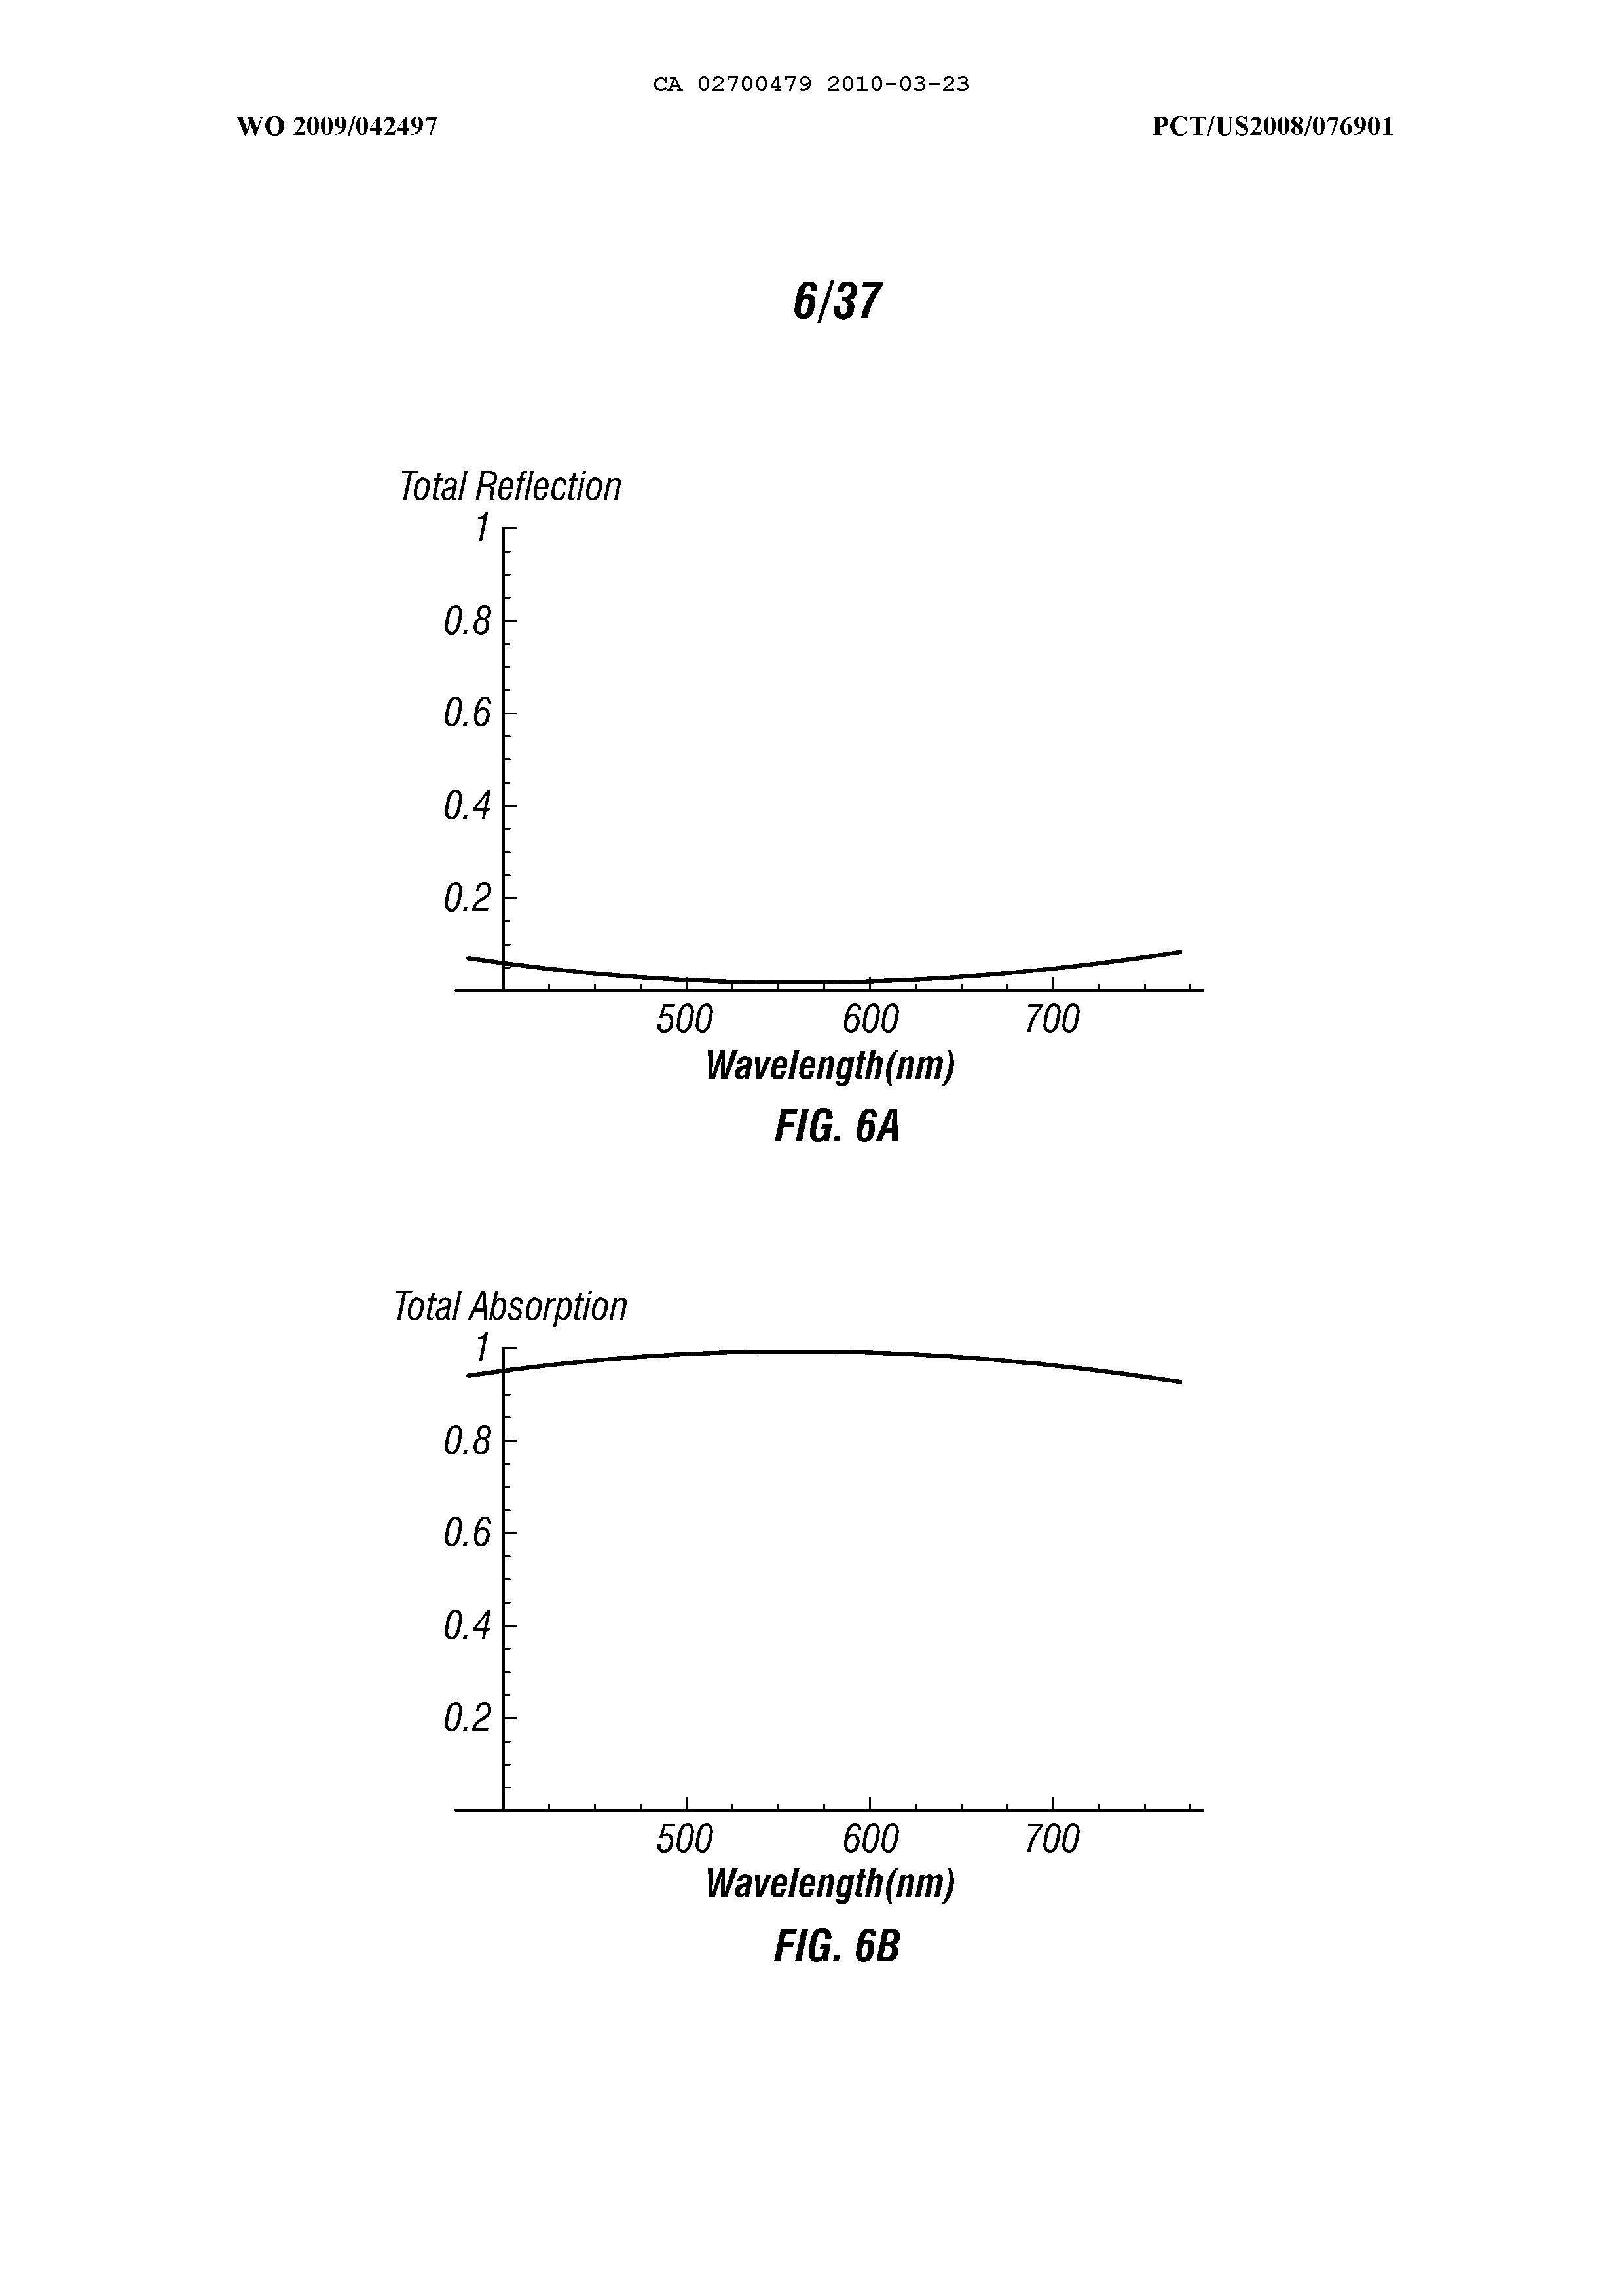 CA 02700479 2010-03-23
WO 2009/042497 PCT/US2008/076901
6/37
Total Reflection
1
0.8
0.6
0.4
0.2
500 600 700
Wavelength(nm)
FIG. 6A
Total Absorption
1
0.8
0.6
0.4
0.2
500 600 700
Wavelength(nm)
FIG. 6B